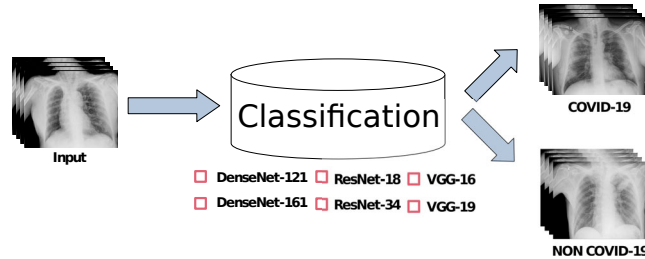 Input
Classification
DenseNet-121 ResNet-18 VGG-16
DenseNet-161 ResNet-34 VGG-19
COVID-19
NON COVID-19